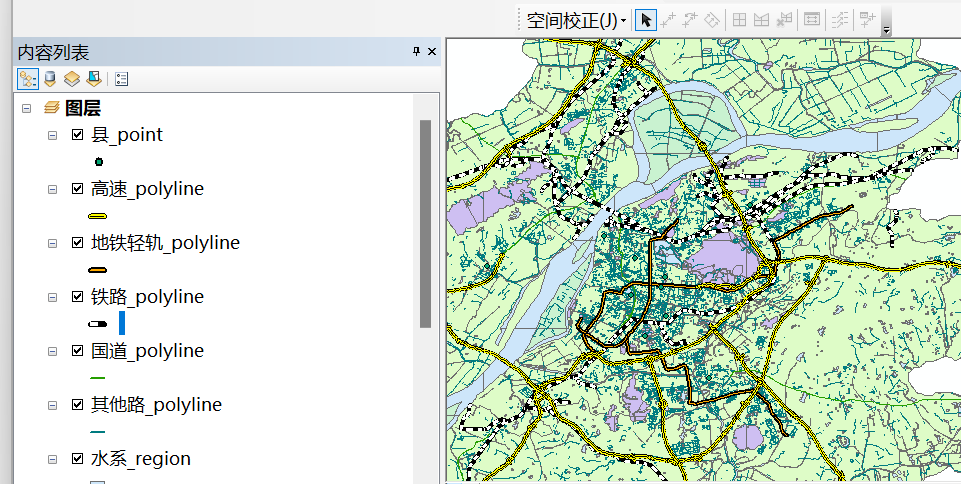 空间校正(J)
内容列表
图层
县_point
高速_polyline
地铁轻轨_polyline
铁路_polyline
国道_polyline
其他路_polyline
水系_region